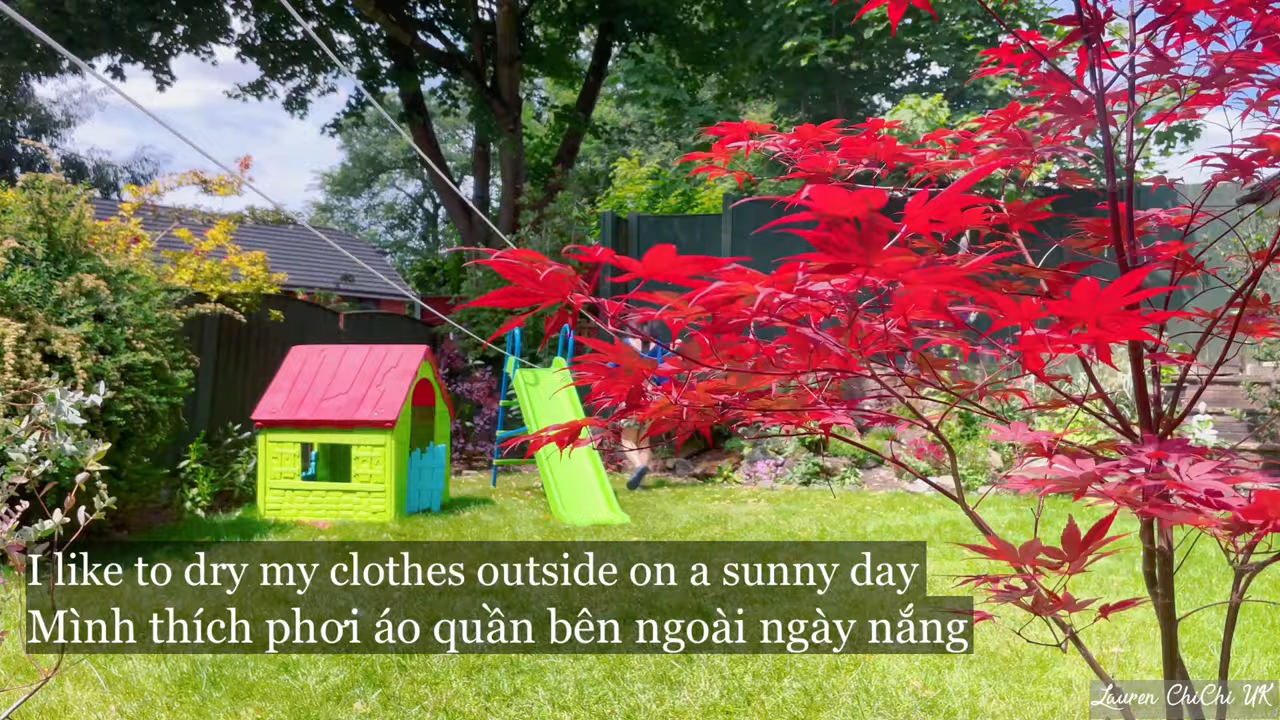 I like to dry my clothes outside on a sunny day
Mình thích phơi áo quần bên ngoài ngày nắng
Lauren ChiChi UK